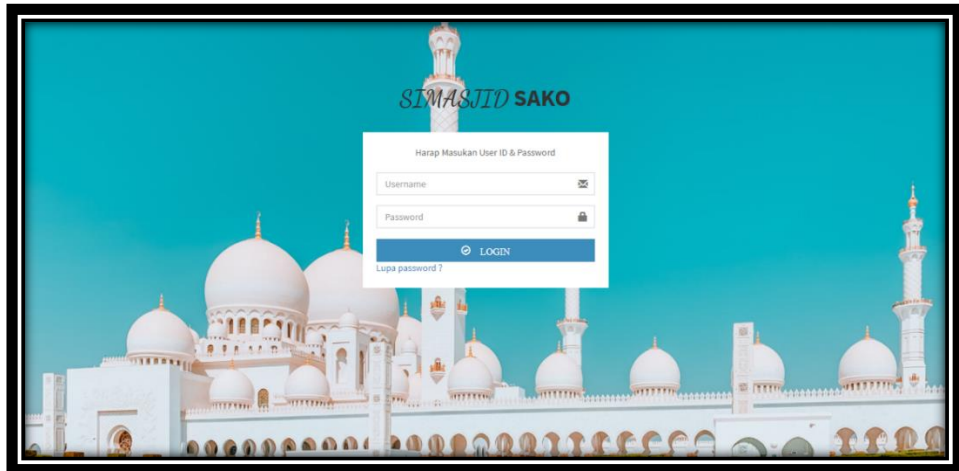 SIMASJID SAKO
Harap Masukan User ID & Password
Username
Password
LOGIN
Lupa password ?